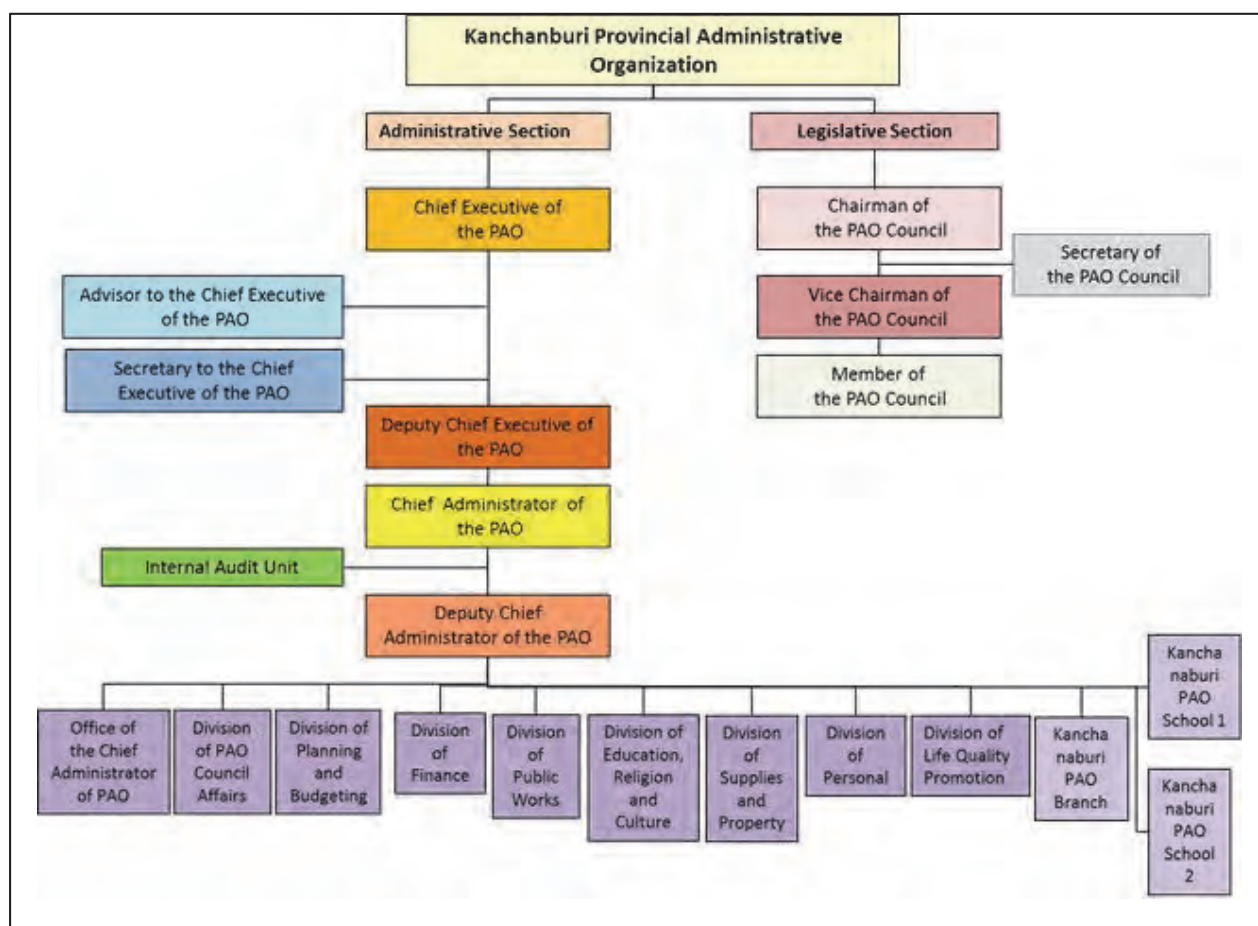 Kanchanburi Provincial Administrative
Organization
Administrative Section
Legislative Section
Chief Executive of
the PAO
Chairman of
the PAO Council
Secretary of
the PAO Council
Advisor to the Chief Executive
of the PAO
Vice Chairman of
the PAO Council
Secretary to the Chief
Executive of the PAO
Member of
the PAO Council
Deputy Chief Executive of
the PAO
Chief Administrator of
the PAO
Internal Audit Unit
Deputy Chief
Administrator of the PAO
Office of
the Chief
Administrator
of PAO
Division
of PAO
Council
Affairs
Division of
Planning
and
Budgeting
Division
of
Finance
Division
of
Public
Works
Division of
Education,
Religion
and
Culture
Division
of
Supplies
and
Property
Division
of
Personal
Division of
Life Quality
Promotion
Kancha
naburi
PAO
Branch
Kancha
naburi
PAO
School 1
Kancha
naburi
PAO
School
2